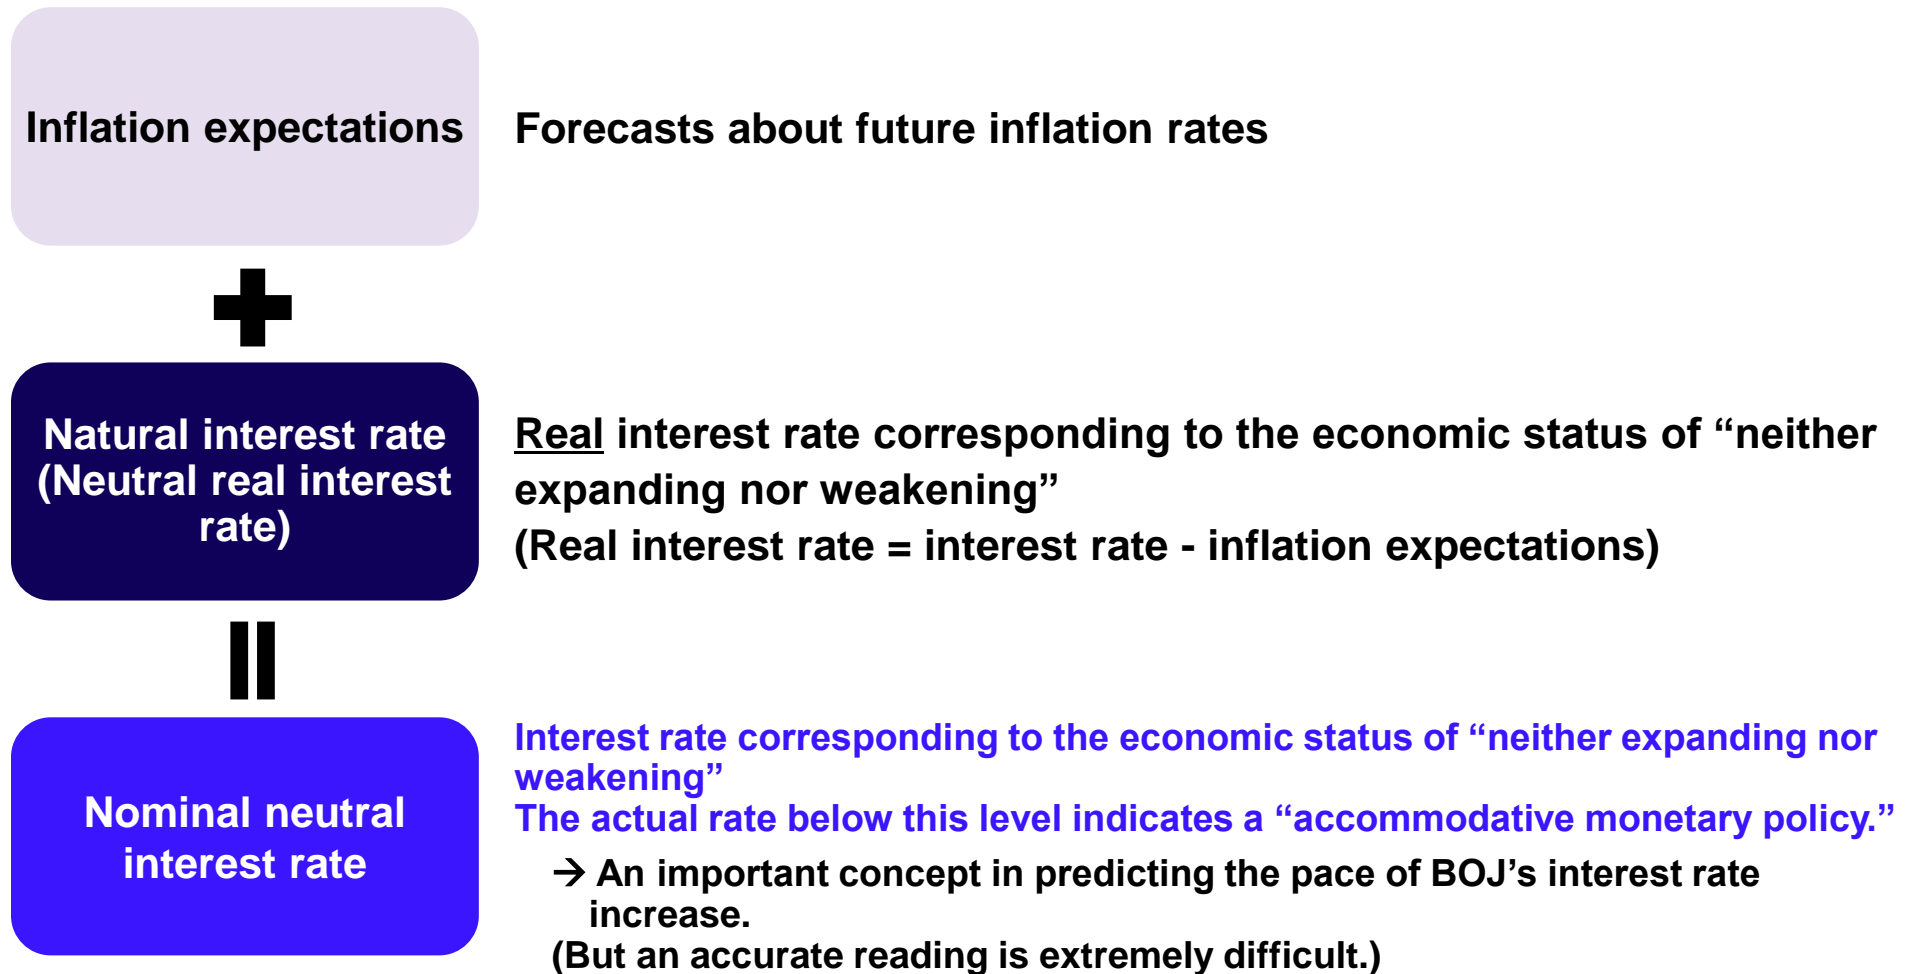 Inflation expectations
Forecasts about future inflation rates
Natural interest rate
(Neutral real interest
rate)
Real interest rate corresponding to the economic status of “neither
expanding nor weakening”
(Real interest rate = interest rate - inflation expectations)
Nominal neutral
interest rate
Interest rate corresponding to the economic status of “neither expanding nor
weakening”
The actual rate below this level indicates a “accommodative monetary policy.”
→ An important concept in predicting the pace of BOJ’s interest rate
increase.
(But an accurate reading is extremely difficult.)